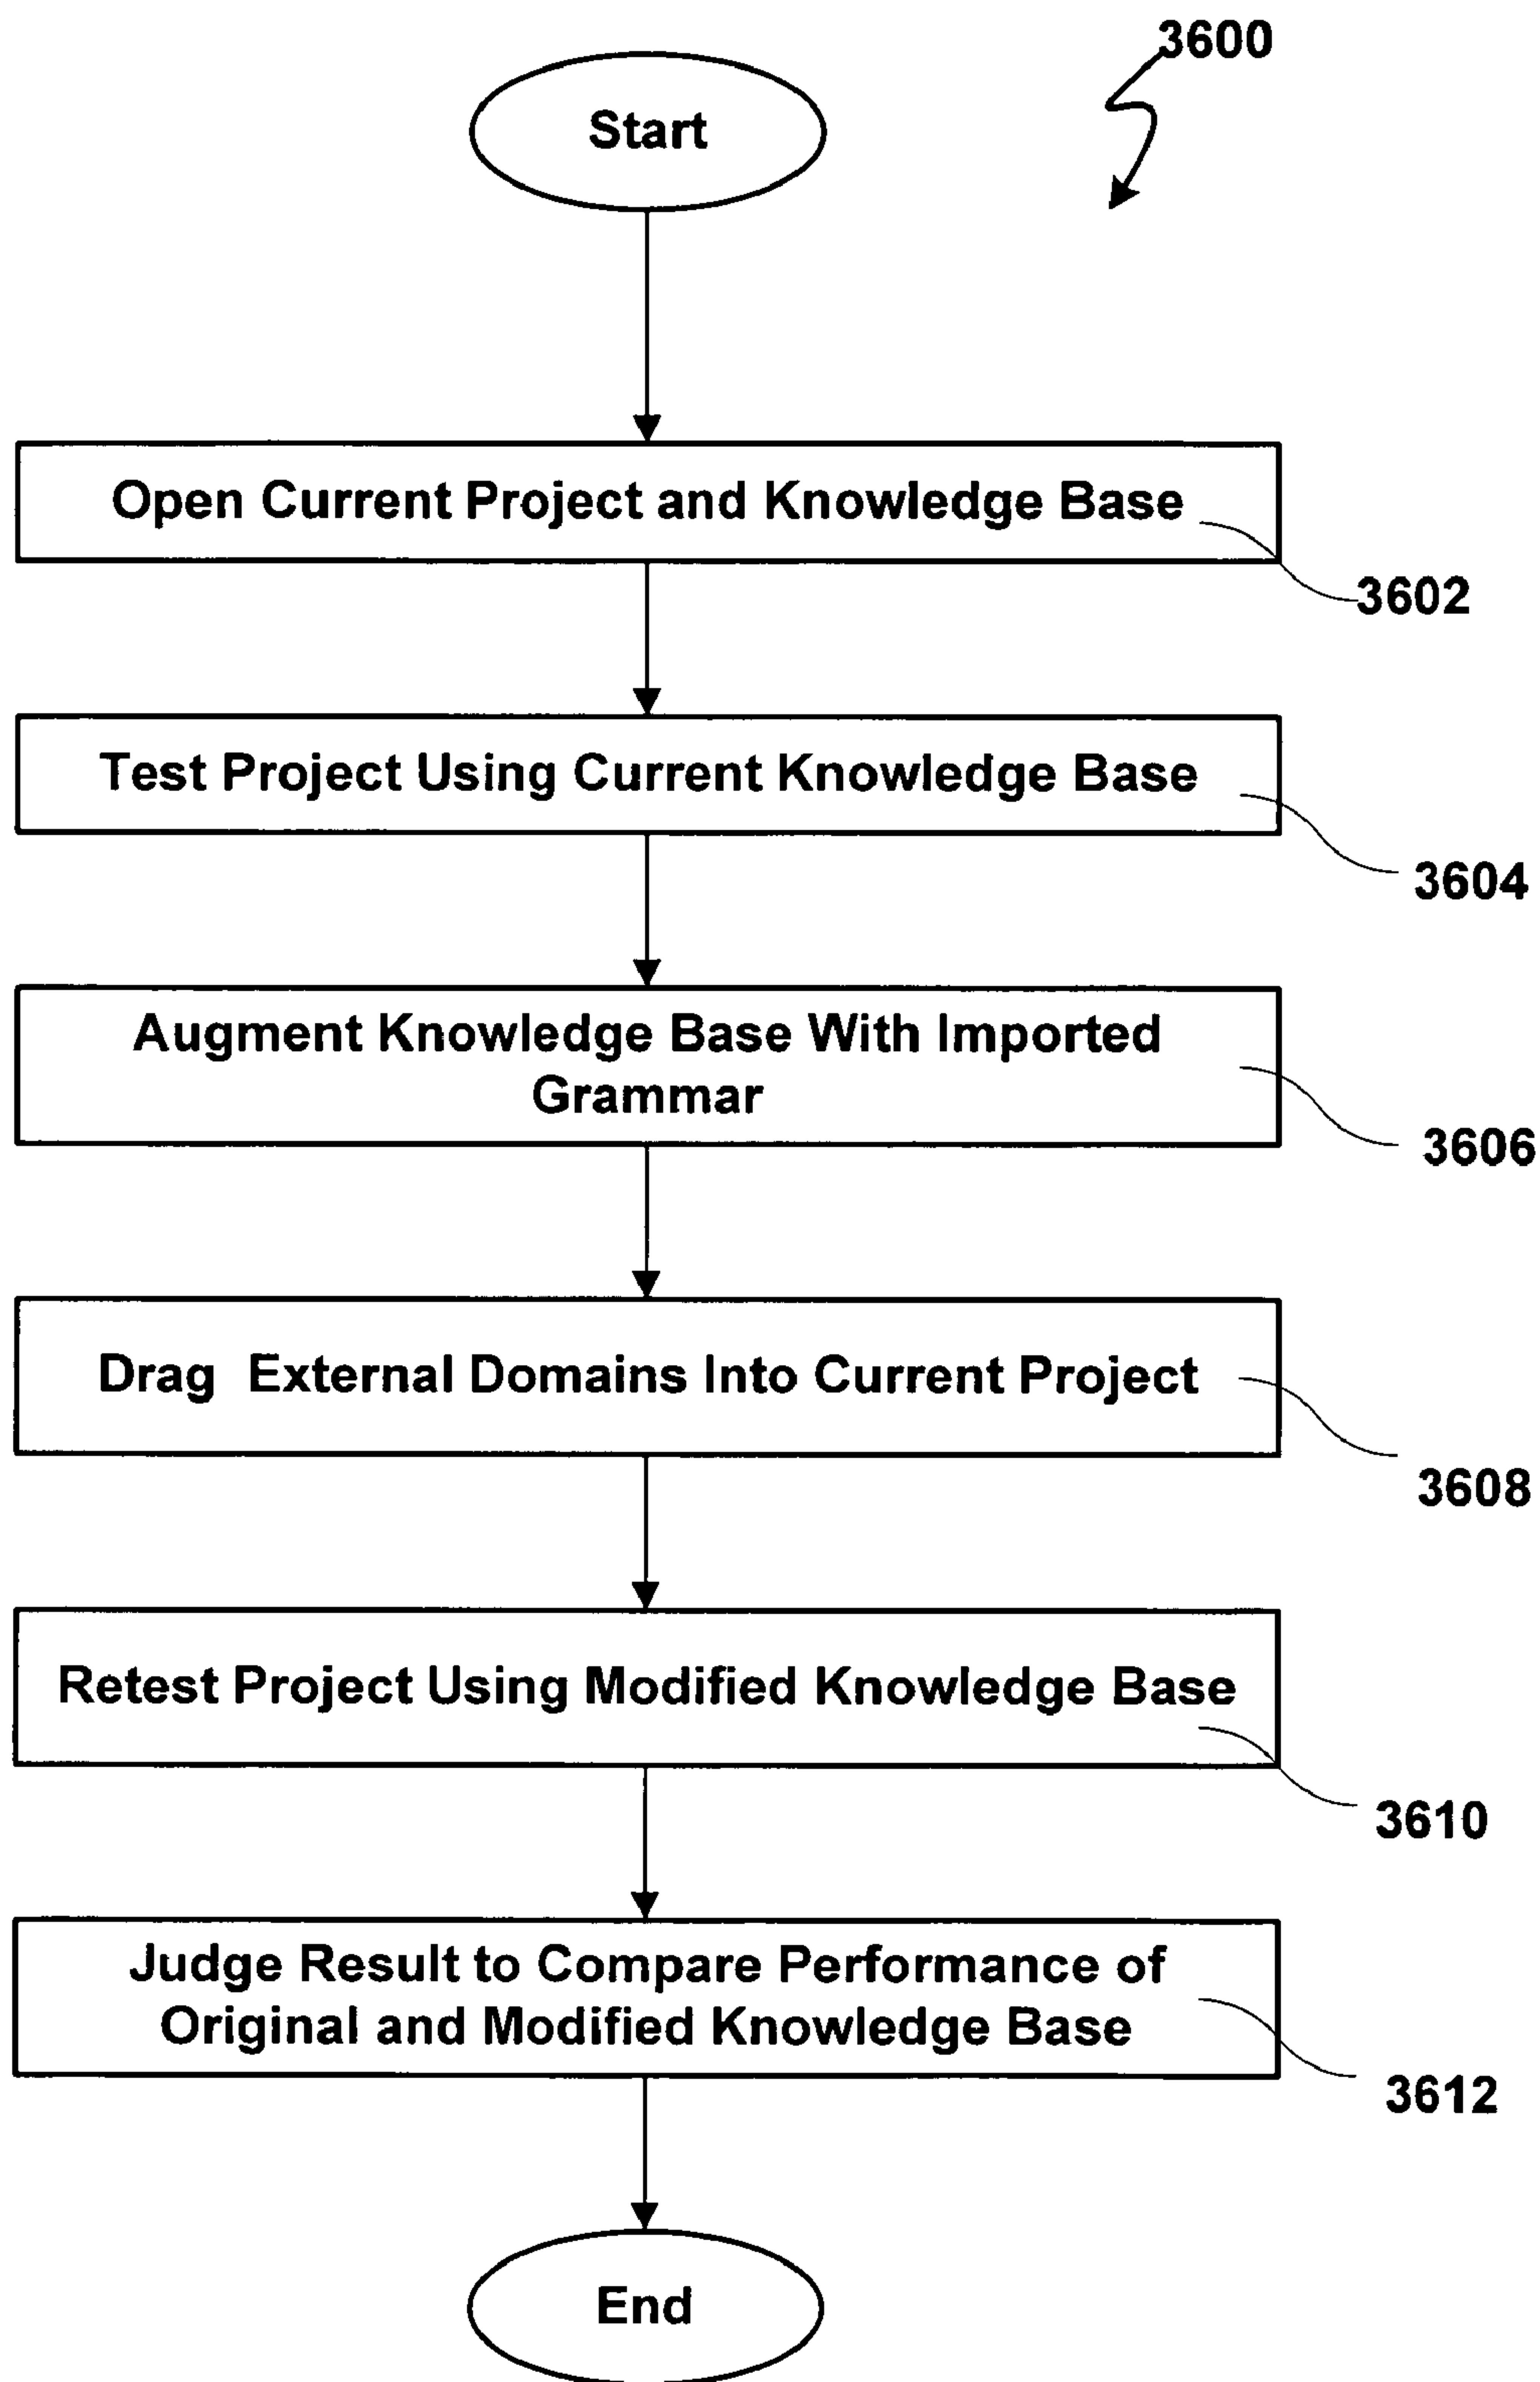 3600
Start
Open Current Project and Knowledge Base
3602
Test Project Using Current Knowledge Base
3604
Augment Knowledge Base With Imported
Grammar
3606
Drag External Domains Into Current Project
3608
Retest Project Using Modified Knowledge Base
3610
Judge Result to Compare Performance of
Original and Modified Knowledge Base
3612
End